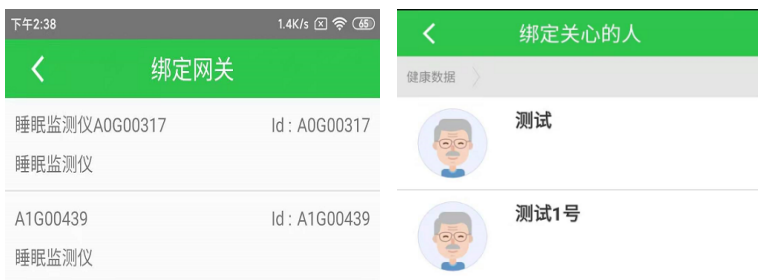 下午2:38
1.4K/s 65
绑定网关
睡眠监测仪A0G00317
Id : A0G00317
睡眠监测仪
A1G00439
Id : A1G00439
睡眠监测仪
绑定关心的人
健康数据
测试
测试1号